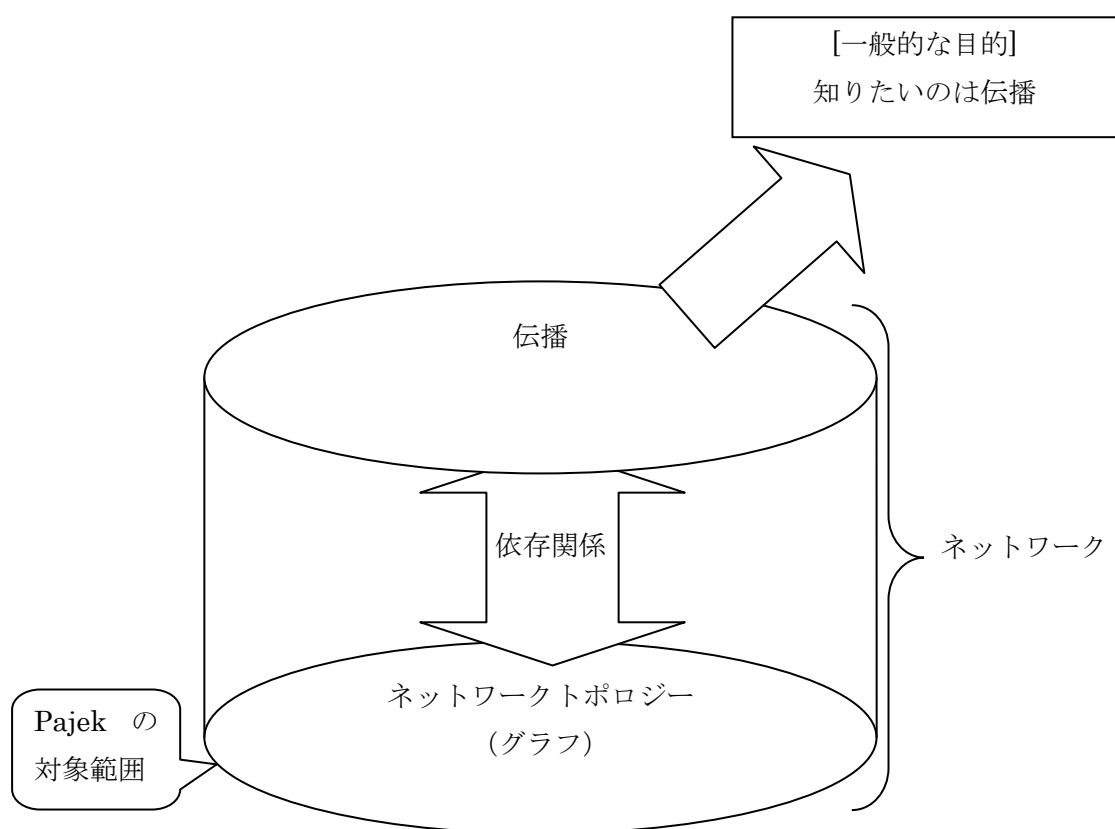 [一般的な目的]
知りたいのは伝播
伝播
依存関係
ネットワーク
ネットワークトポロジー
(グラフ)
Pajek の
対象範囲